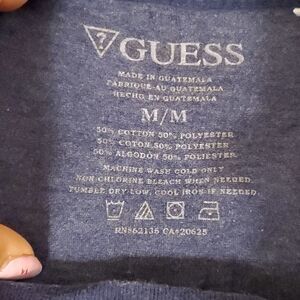 ? GUESS
MADE IN GUATEMALA
FABRIQUE AU GUATEMALA
HECHO EN GUATEMALA
M/M
50% COTTON 50% POLYESTER
50% COTON 50% POLYESTER
50% ALGODON 50% POLIESTER
MACHINE WASH COLD ONLY
NON CHLORINE BLEACH WHEN NEEDED
TUMBLE DRY LOW, COOL IRON IF NEEDED.
RN#62136 CA#20625